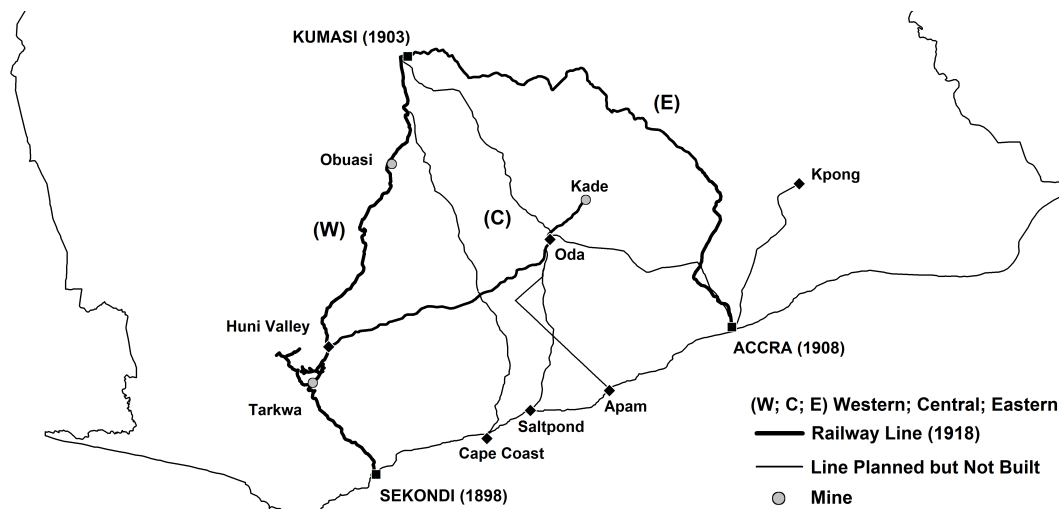 KUMASI (1903)
(E)
Obuasi
Kade
Kpong
(W)
(C)
Oda
Huni Valley
ACCRA (1908)
Tarkwa
Apam
Saltpond
Cape Coast
SEKONDI (1898)
(W; C; E) Western; Central; Eastern
Railway Line (1918)
Line Planned but Not Built
Mine